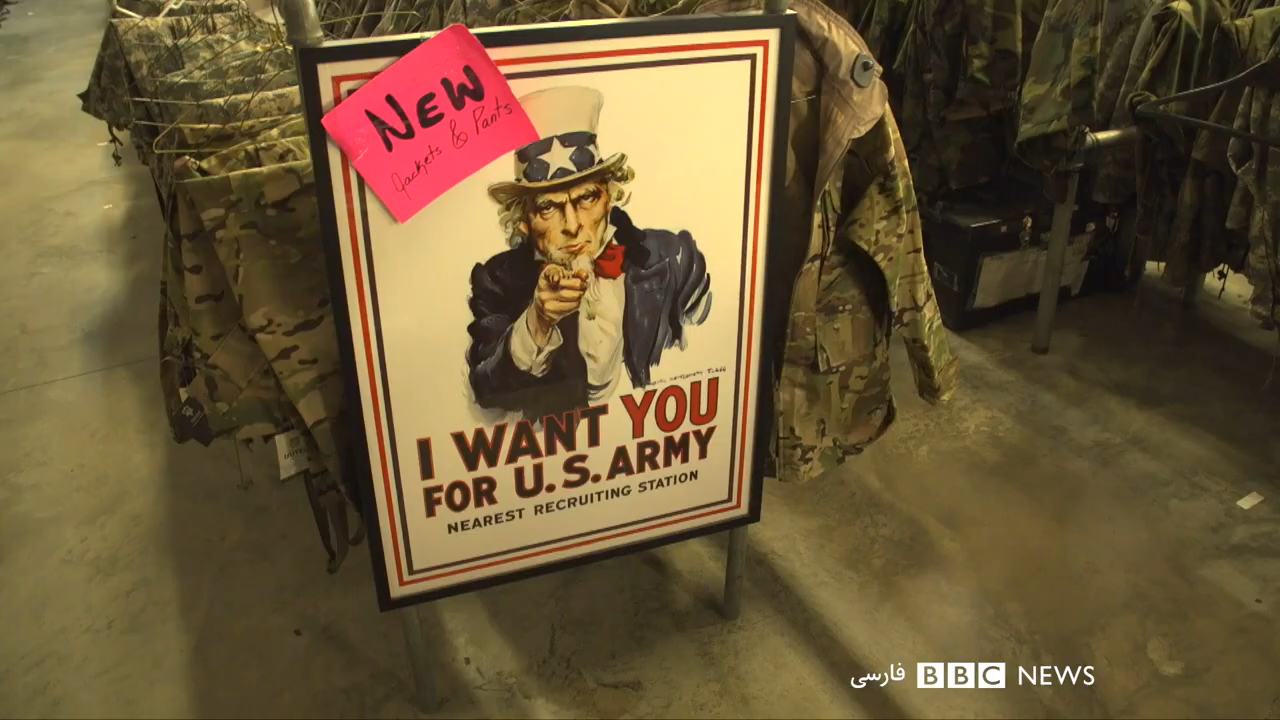 NEW
Jackets & Pants
I WANT YOU
FOR U.S. ARMY
NEAREST RECRUITING STATION
فارسی BBC NEWS